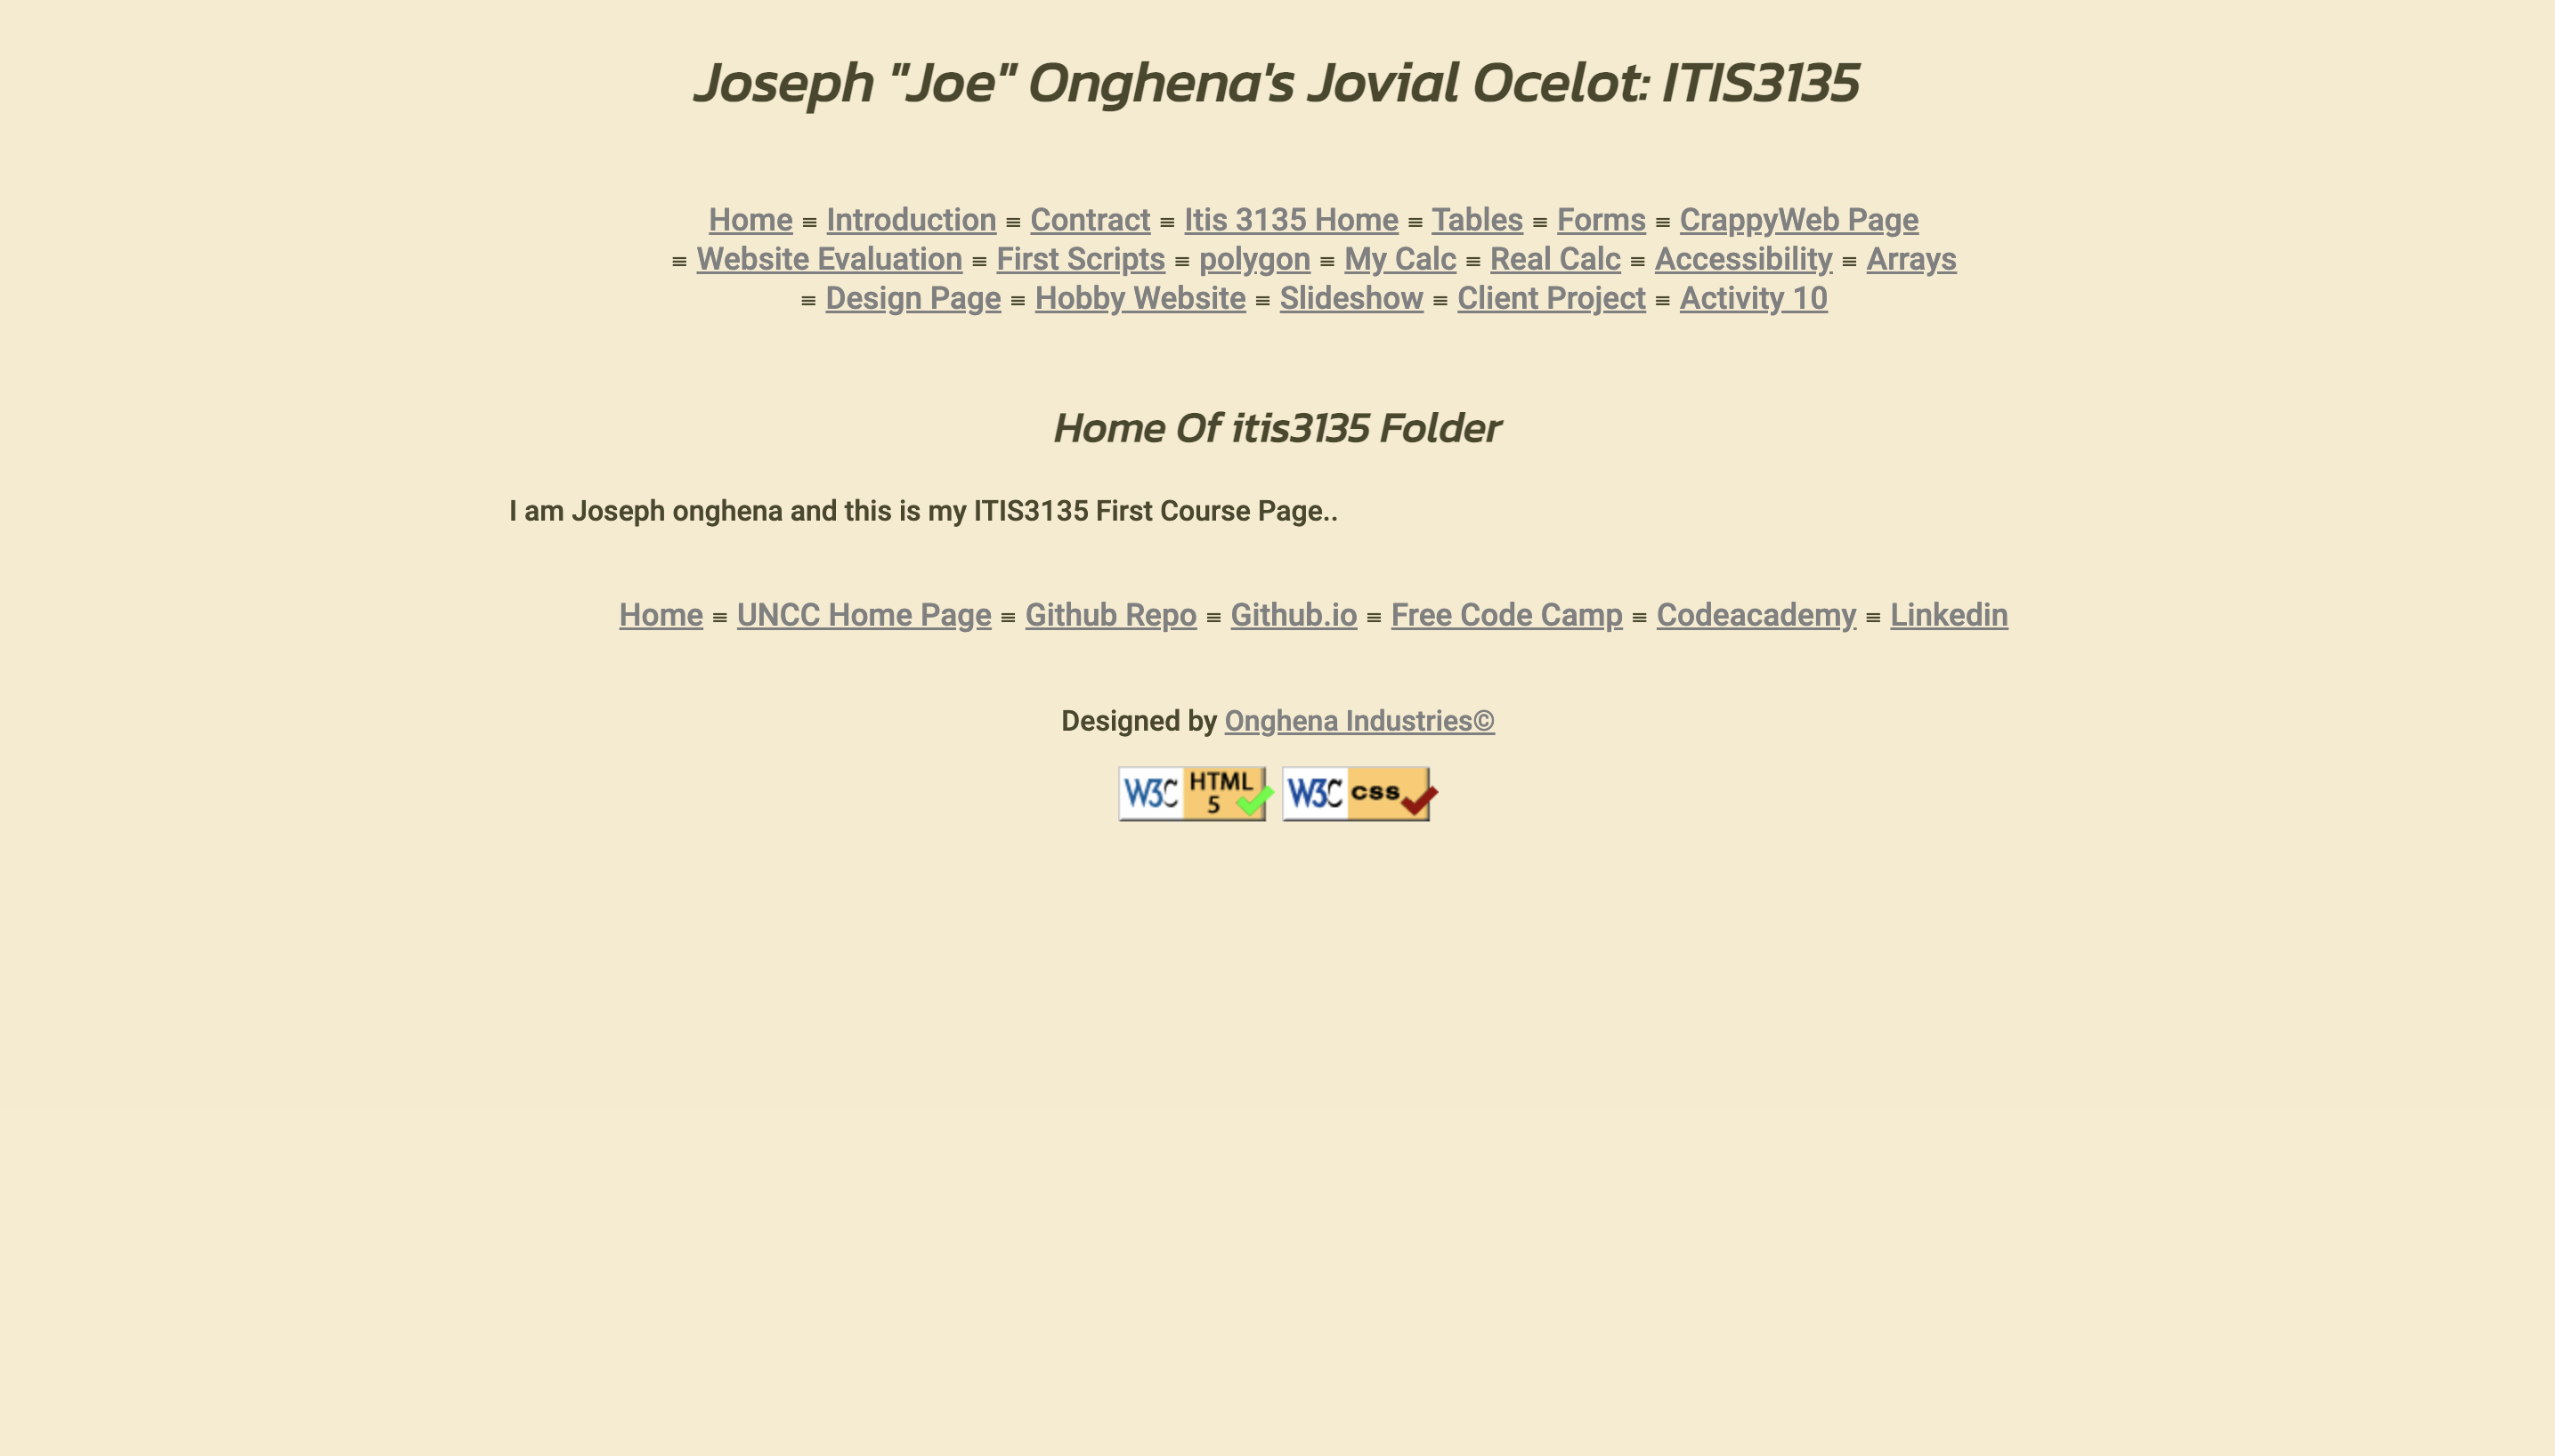 Joseph "Joe" Onghena's Jovial Ocelot: ITIS3135
Home ≡ Introduction ≡ Contract ≡ Itis 3135 Home ≡ Tables ≡ Forms ≡ CrappyWeb Page
≡ Website Evaluation ≡ First Scripts ≡ polygon ≡ My Calc ≡ Real Calc ≡ Accessibility ≡ Arrays
≡ Design Page ≡ Hobby Website ≡ Slideshow ≡ Client Project ≡ Activity 10
Home Of itis3135 Folder
I am Joseph onghena and this is my ITIS3135 First Course Page..
Home ≡ UNCC Home Page ≡ Github Repo ≡ Github.io ≡ Free Code Camp ≡ Codeacademy ≡ Linkedin
Designed by Onghena Industries©
W3C HTML 5 W3C css